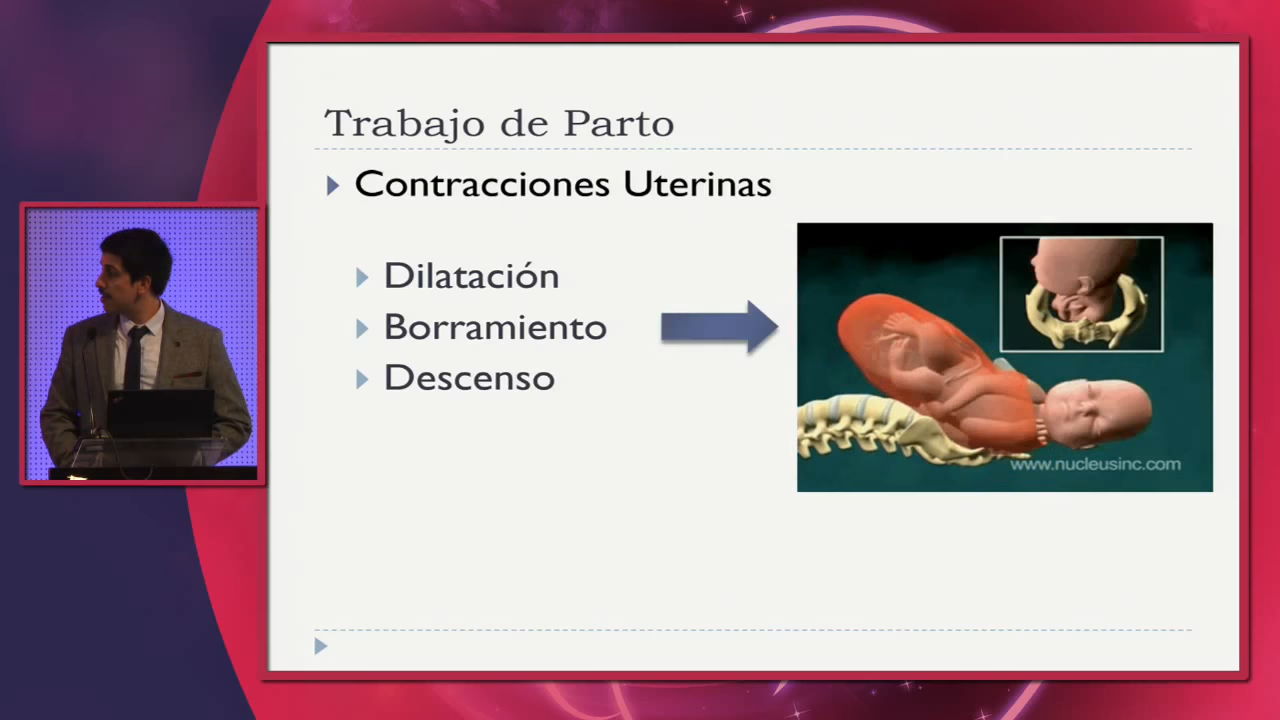 Trabajo de Parto
Contracciones Uterinas
Dilatación
Borramiento
Descenso
www.nucleusinc.com